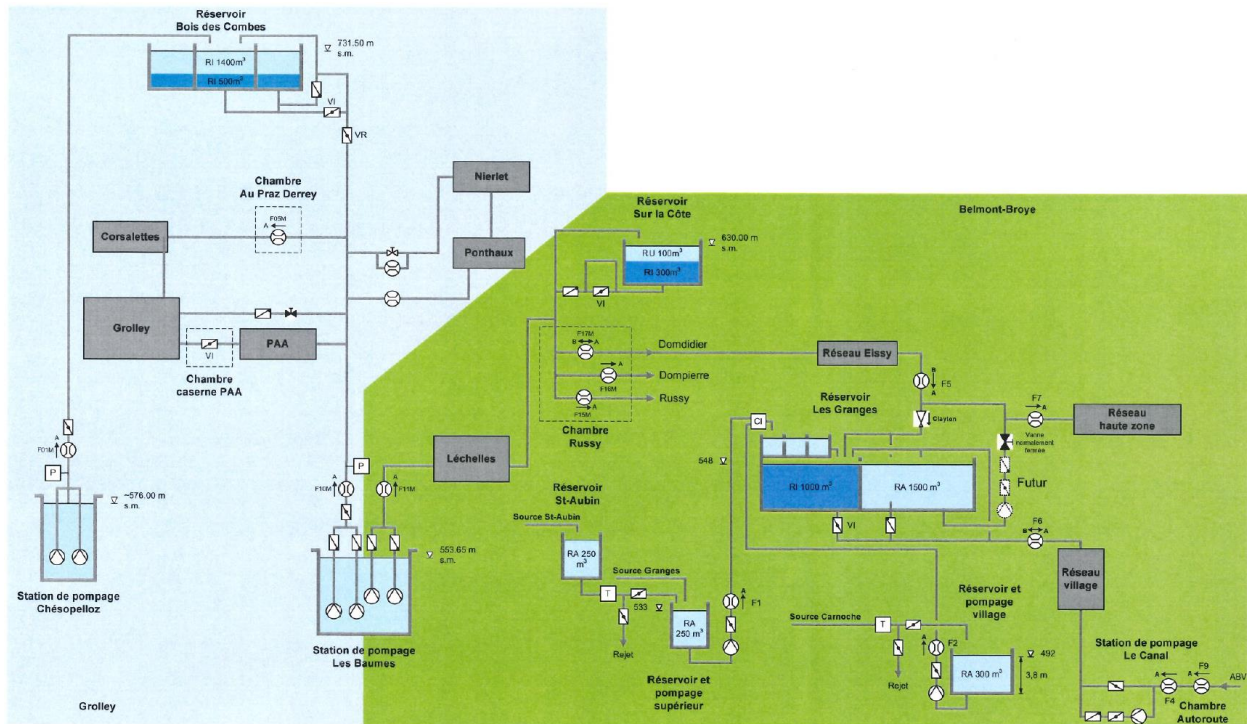 Réservoir
Bois des Combes
731.50 m
s.m.
RI 1400m³
RI 500m³
VI
VR
Chambre
Au Praz Derrey
F05M
A
Corsalettes
Nierlet
Ponthaux
Grolley
VI
PAA
Chambre
caserne PAA
A
F01M
P
~576.00 m
s.m.
Station de pompage
Chésopelloz
P
A
F10M
A
F11M
553.65 m
s.m.
Station de pompage
Les Baumes
Grolley
Léchelles
Réservoir
Sur la Côte
Belmont-Broye
630.00 m
s.m.
RU 100m³
RI 300m³
VI
F17M
B A
Domdidier
A
F16M
Dompierre
F15M
A
Russy
Chambre
Russy
Réseau Eissy
B
A
F5
Réservoir
Les Granges
Clayton
F7
A
Réseau
haute zone
Vanne
normalement
fermée
Futur
Cl
548
RI 1000 m³
RA 1500 m³
VI
F6
B A
Réseau
village
Réservoir
St-Aubin
Source St-Aubin
RA 250
m³
Source Granges
T
533
RA
250 m³
Rejet
A
F1
Réservoir et
pompage
supérieur
Réservoir et
pompage
village
Source Carnoche
T
A
F2
Rejet
492
RA 300 m³
3,8 m
Station de pompage
Le Canal
A
F4
F9
A
ABV
Chambre
Autoroute